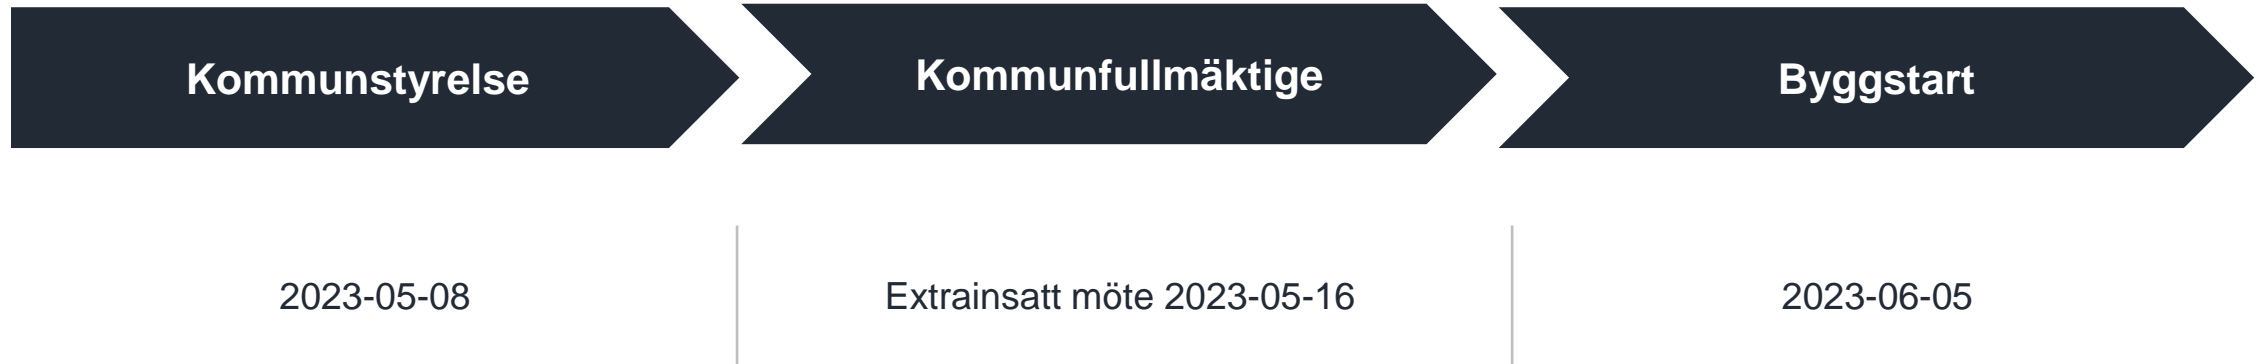 Kommunstyrelse
Kommunfullmäktige
Byggstart
2023-05-08
Extrainsatt möte 2023-05-16
2023-06-05